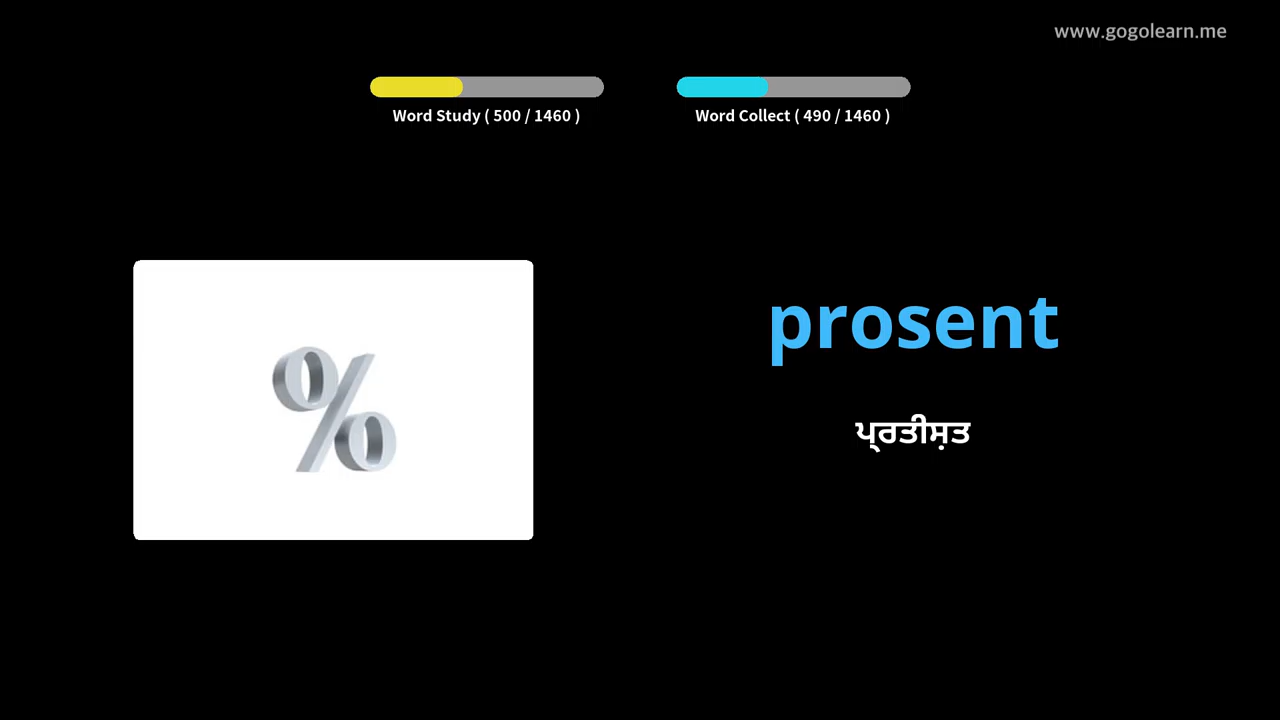 www.gogolearn.me
Word Study ( 500 / 1460 )
Word Collect ( 490 / 1460 )
%
prosent
ਪ੍ਰਤੀਸ਼ਤ